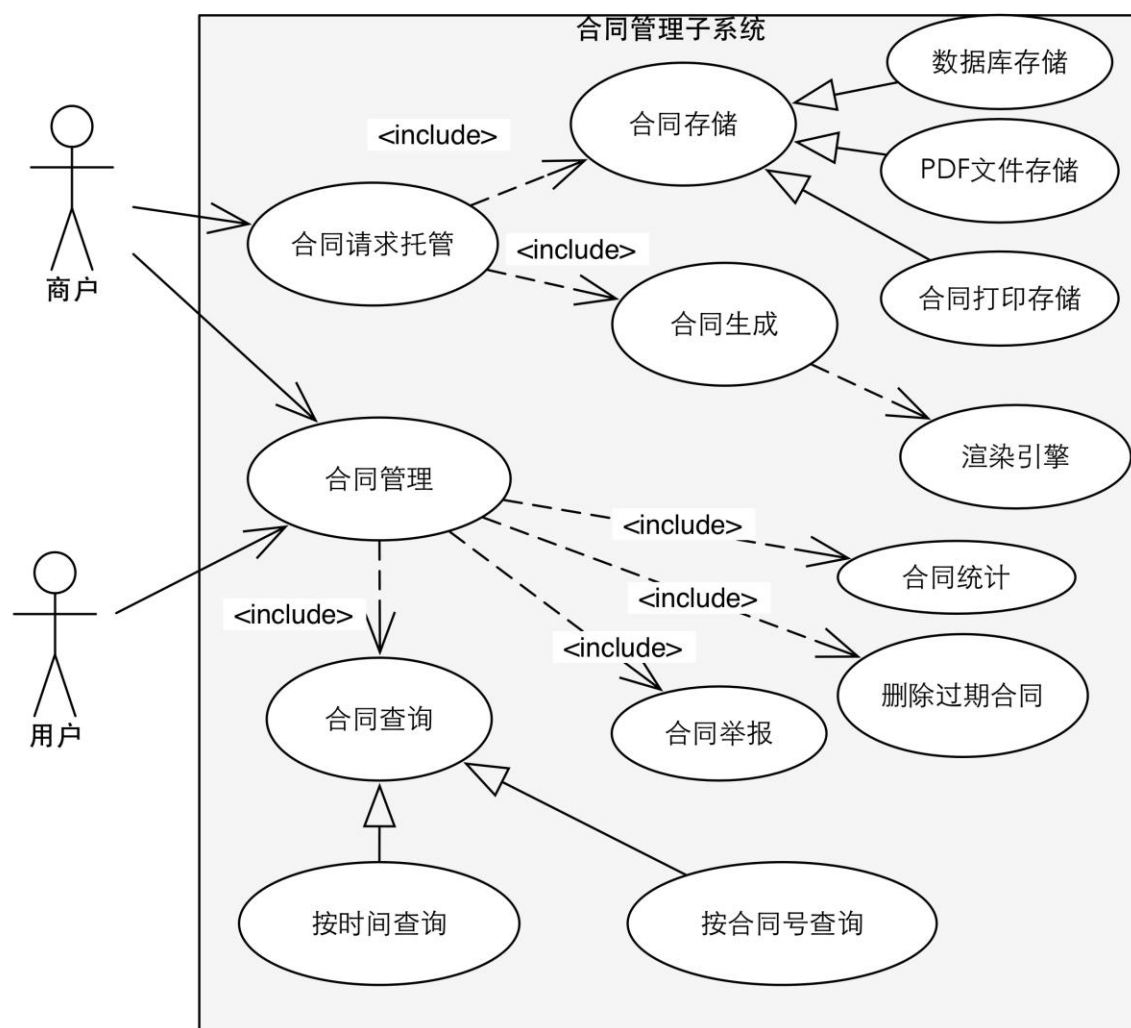 合同管理子系统
数据库存储
合同存储
<include>
PDF文件存储
合同请求托管
<include>
商户
合同打印存储
合同生成
渲染引擎
合同管理
<include>
合同统计
<include>
<include>
<include>
删除过期合同
用户
合同查询
合同举报
按时间查询
按合同号查询